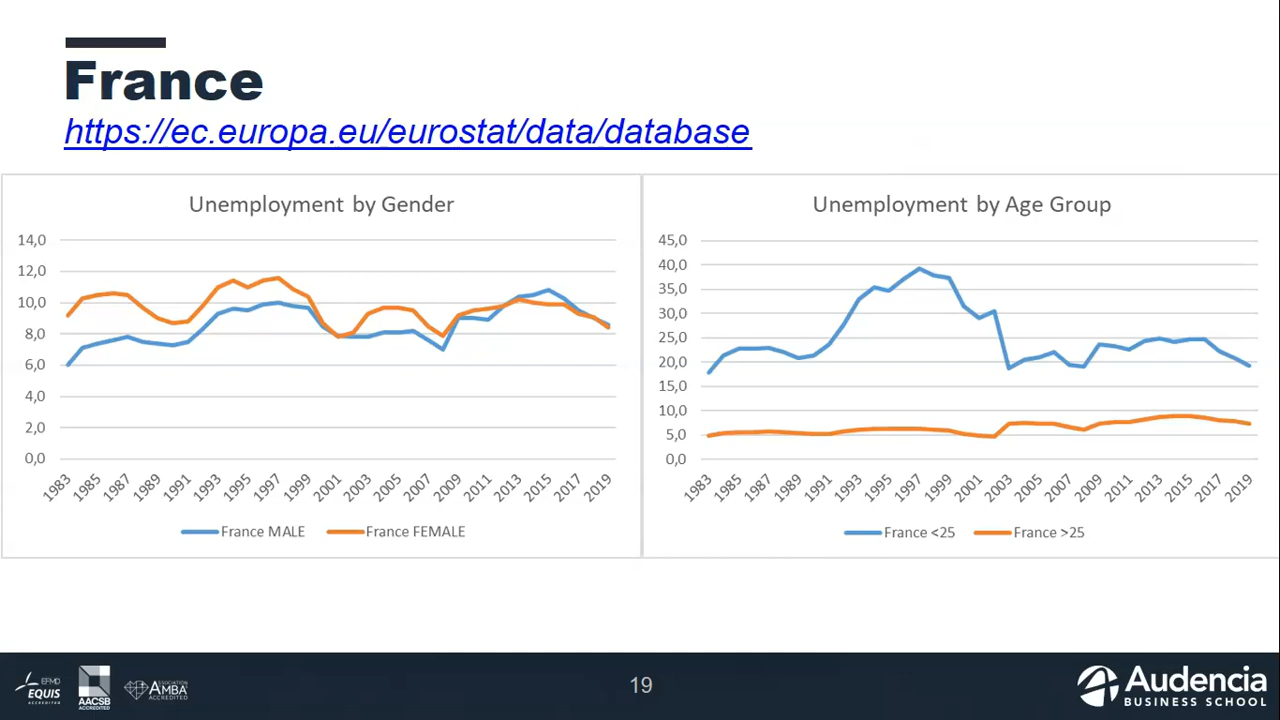 France
https://ec.europa.eu/eurostat/data/database
Unemployment by Gender
14,0
12,0
10,0
8,0
6,0
4,0
2,0
0,0
1983 1985 1987 1989 1991 1993 1995 1997 1999 2001 2003 2005 2007 2009 2011 2013 2015 2017 2019
France MALE France FEMALE
Unemployment by Age Group
45,0
40,0
35,0
30,0
25,0
20,0
15,0
10,0
5,0
0,0
1983 1985 1987 1989 1991 1993 1995 1997 1999 2001 2003 2005 2007 2009 2011 2013 2015 2017 2019
France <25 France >25
EFMD
EQUIS
ACCREDITED
AACSB
ACCREDITED
ASSOCIATION
AMBA
ACCREDITED
19
Audencia
BUSINESS SCHOOL